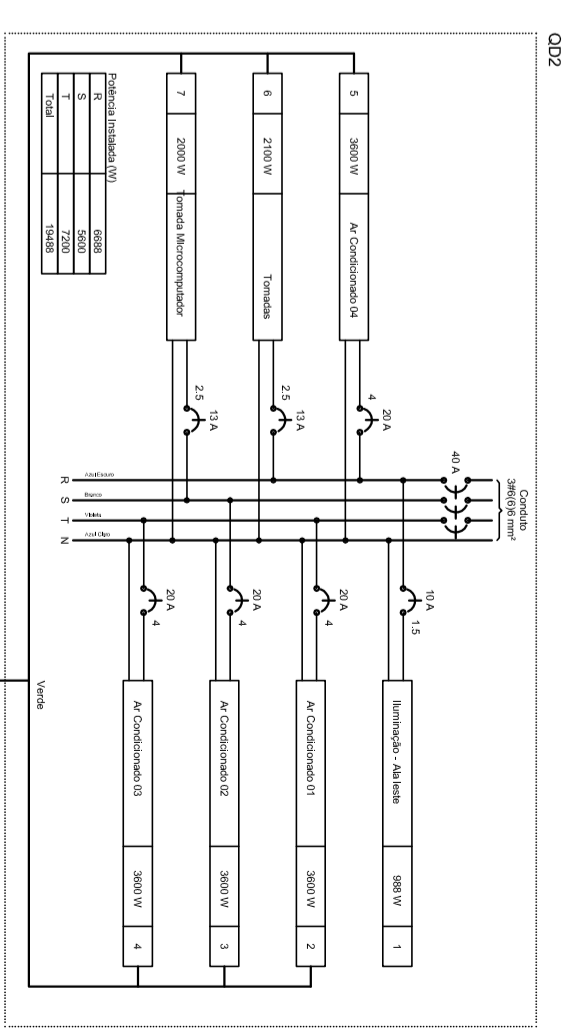 QD2
Conduto
3#6(6)6 mm²
40 A
10 A
1.5
Iluminação - Ala leste
988 W
1
5
3600 W
Ar Condicionado 04
4
20 A
20 A
4
Ar Condicionado 01
3600 W
2
6
2100 W
Tomadas
2.5
13 A
20 A
4
Ar Condicionado 02
3600 W
3
7
2000 W
Tomada Microcomputador
2.5
13 A
20 A
4
Ar Condicionado 03
3600 W
4
R Azul Escuro
S Branco
T Violeta
N Azul Claro
Potência Instalada (W)
R 6688
S 5600
T 7200
Total 19488
Verde